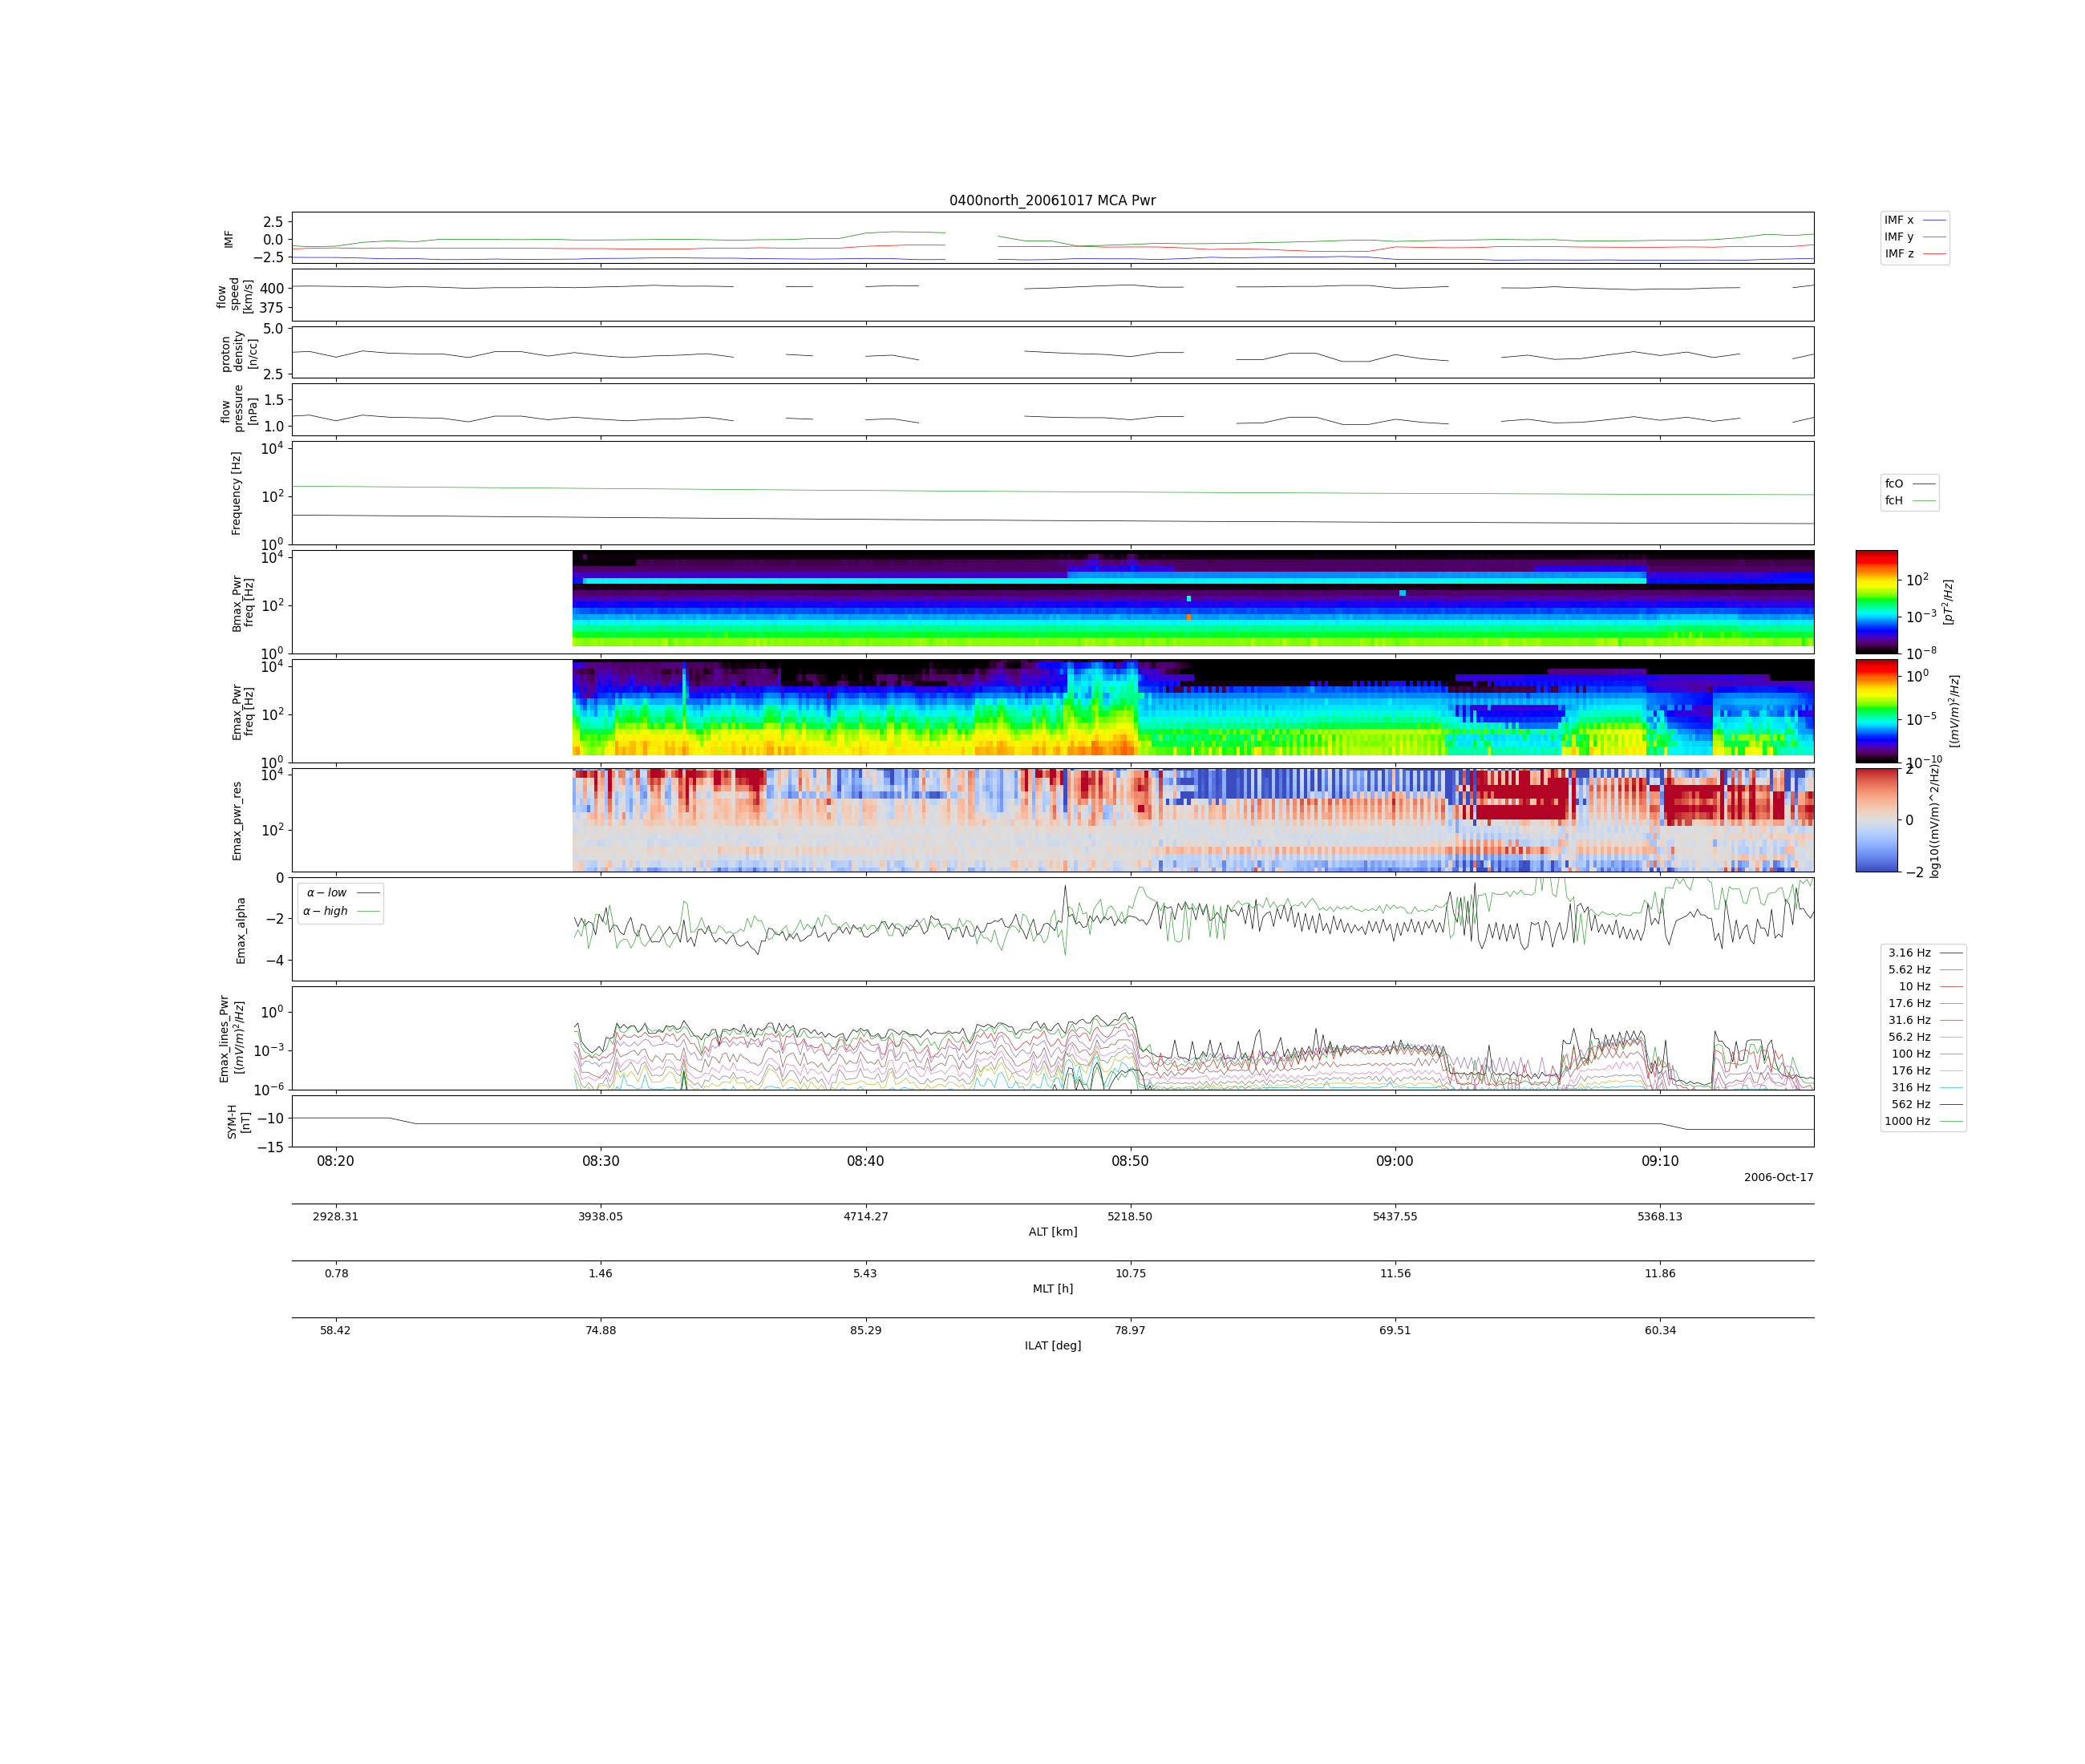 0400north_20061017 MCA Pwr
IMF
2.5
0.0
−2.5
IMF x
IMF y
IMF z
flow
speed
[km/s]
400
375
proton
density
[n/cc]
5.0
2.5
flow
pressure
[nPa]
1.5
1.0
Frequency [Hz]
10^4
10^2
10^0
fcO
fcH
Bmax_Pwr
freq [Hz]
10^4
10^2
10^0
10^2
10^−3
10^−8
[pT^2/Hz]
Emax_Pwr
freq [Hz]
10^4
10^2
10^0
10^0
10^−5
10^−10
[(mV/m)^2/Hz]
Emax_pwr_res
10^4
10^2
2
0
−2
log10((mV/m)^2/Hz)
Emax_alpha
0
−2
−4
α − low
α − high
Emax_lines_Pwr
[(mV/m)^2/Hz]
10^0
10^−3
10^−6
3.16 Hz
5.62 Hz
10 Hz
17.6 Hz
31.6 Hz
56.2 Hz
100 Hz
176 Hz
316 Hz
562 Hz
1000 Hz
SYM-H
[nT]
−10
−15
08:20 08:30 08:40 08:50 09:00 09:10
2006-Oct-17
2928.31 3938.05 4714.27 5218.50 5437.55 5368.13
ALT [km]
0.78 1.46 5.43 10.75 11.56 11.86
MLT [h]
58.42 74.88 85.29 78.97 69.51 60.34
ILAT [deg]